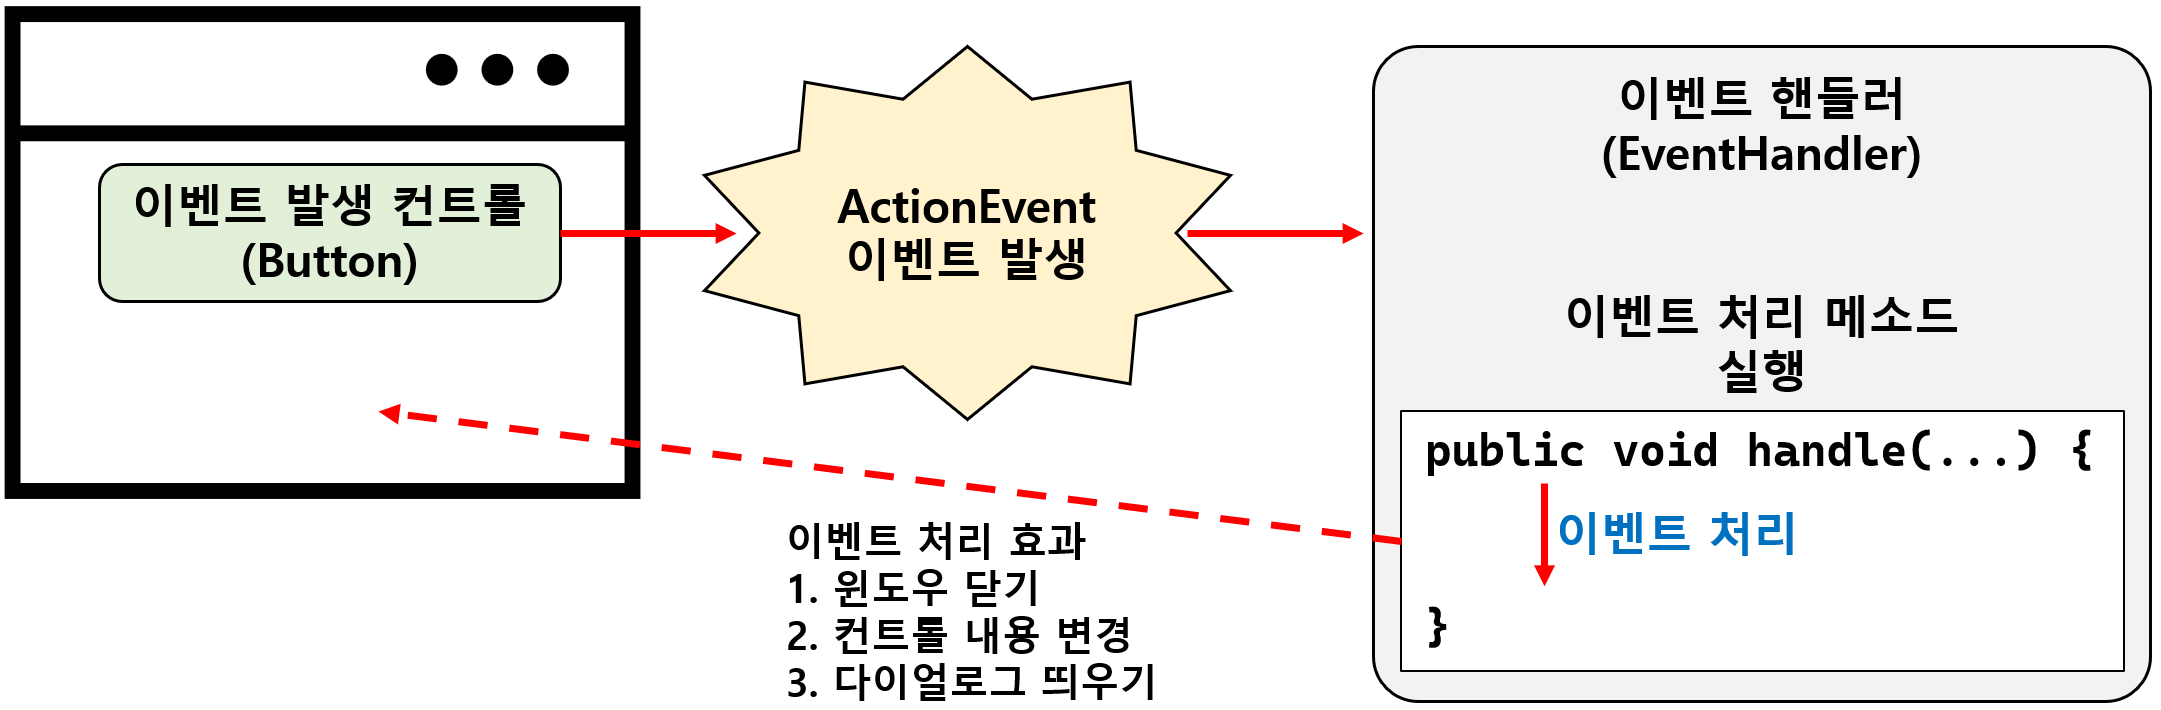 이벤트 발생 컨트롤
(Button)
ActionEvent
이벤트 발생
이벤트 핸들러
(EventHandler)
이벤트 처리 메소드
실행
public void handle(...) {
이벤트 처리
}
이벤트 처리 효과
1. 윈도우 닫기
2. 컨트롤 내용 변경
3. 다이얼로그 띄우기